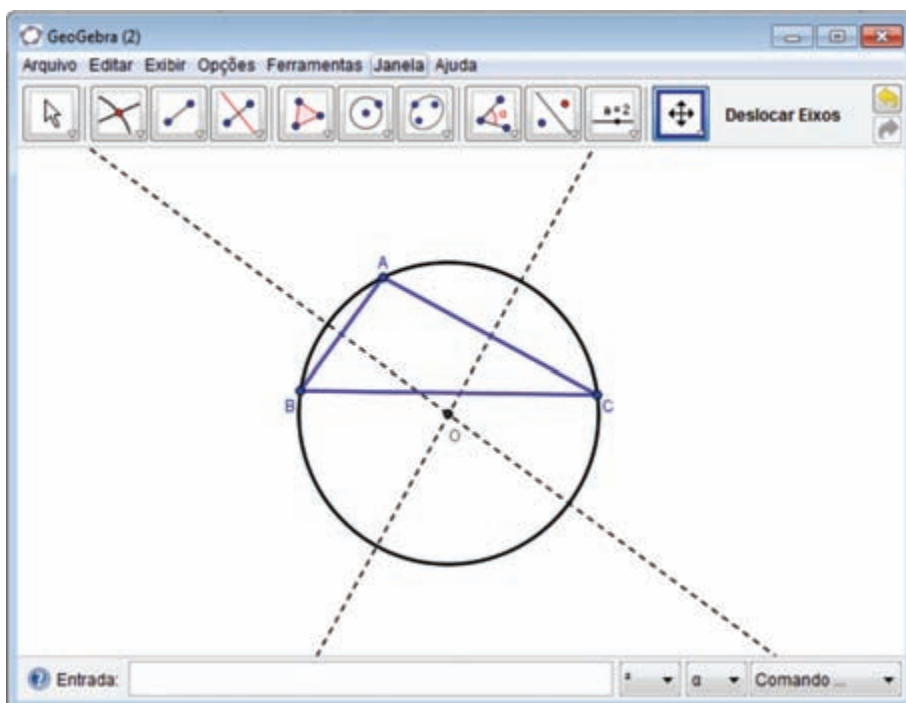 GeoGebra (2)
Arquivo Editar Exibir Opções Ferramentas Janela Ajuda
a=2
α
Deslocar Eixos
A
B
C
O
Entrada:
α
Comando ...